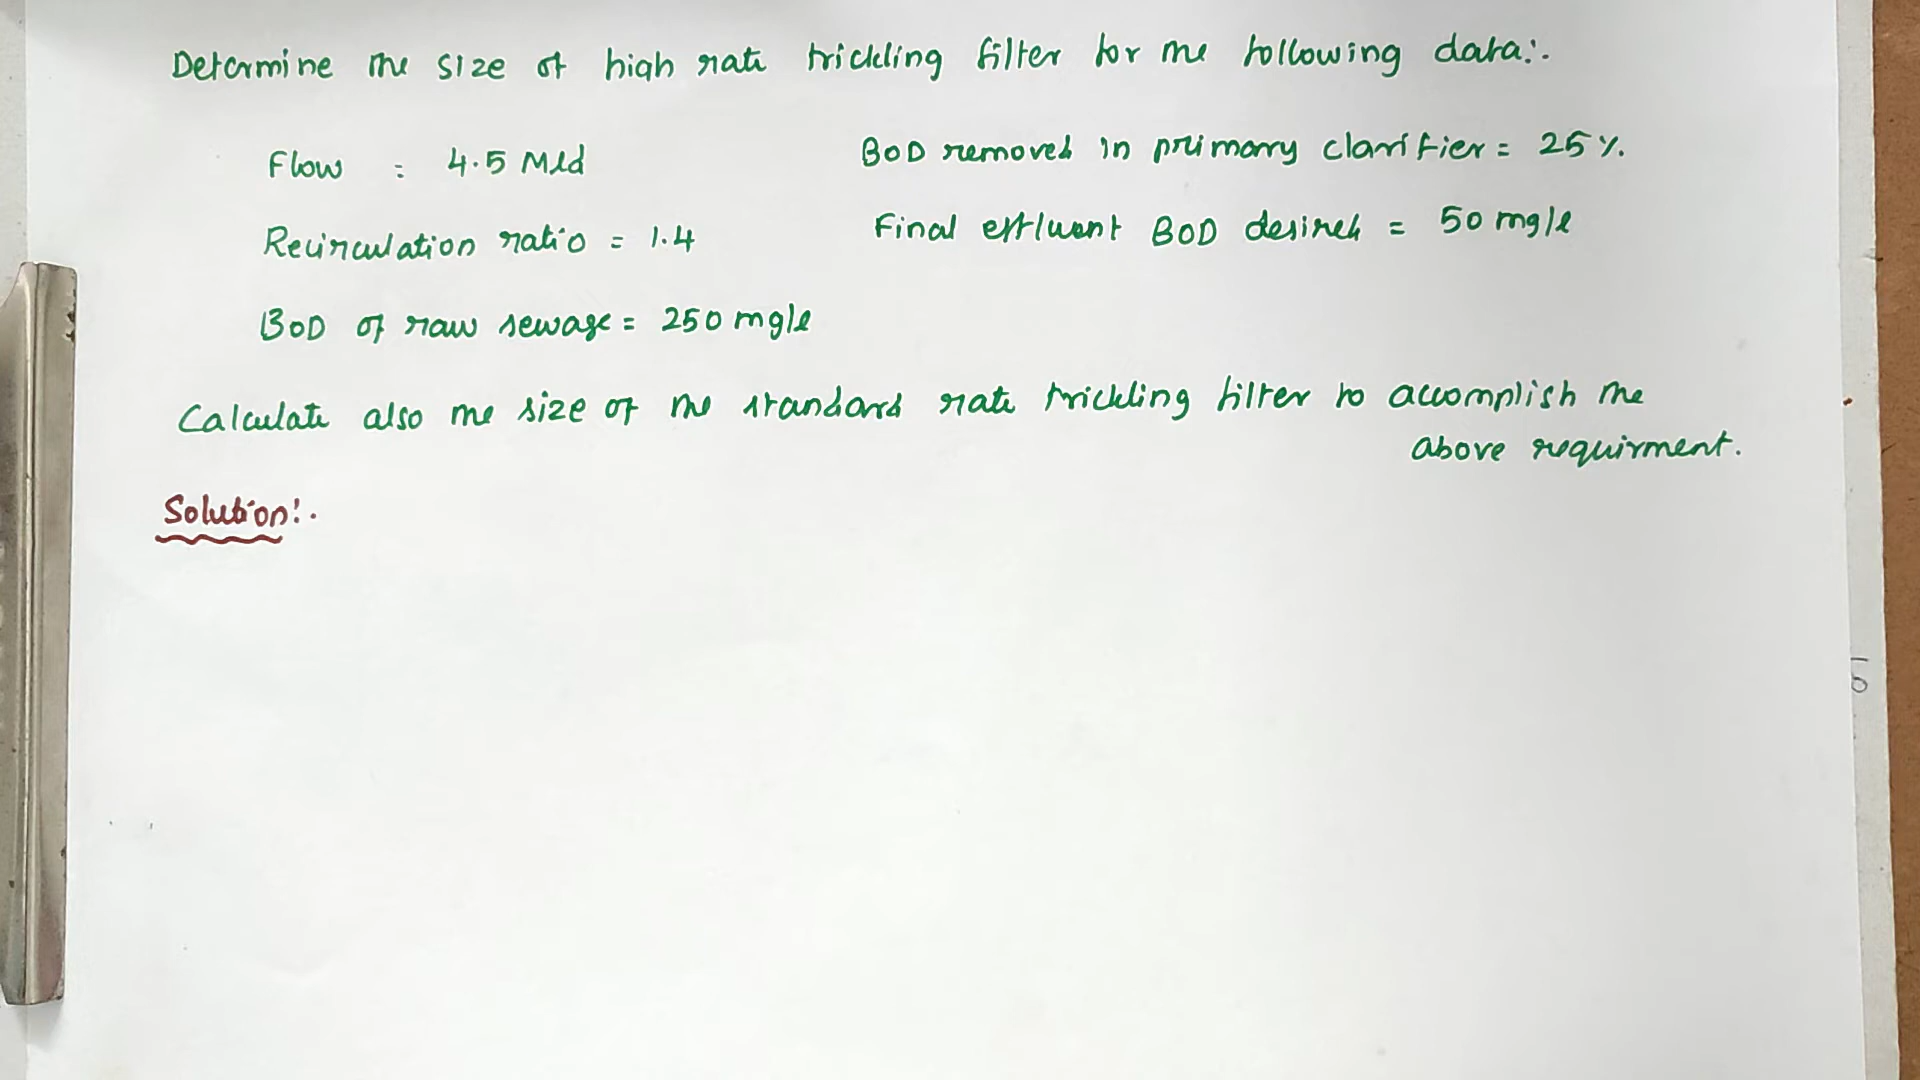 Determine the size of high rate trickling filter for the following data:.
Flow = 4.5 Mld
BOD removed in primary clarifier = 25 %.
Recirculation ratio = 1.4
Final effluent BOD desired = 50 mg/l
BOD of raw sewage = 250 mg/l
Calculate also the size of the standard rate trickling filter to accomplish the
above requirment.
Solution:.